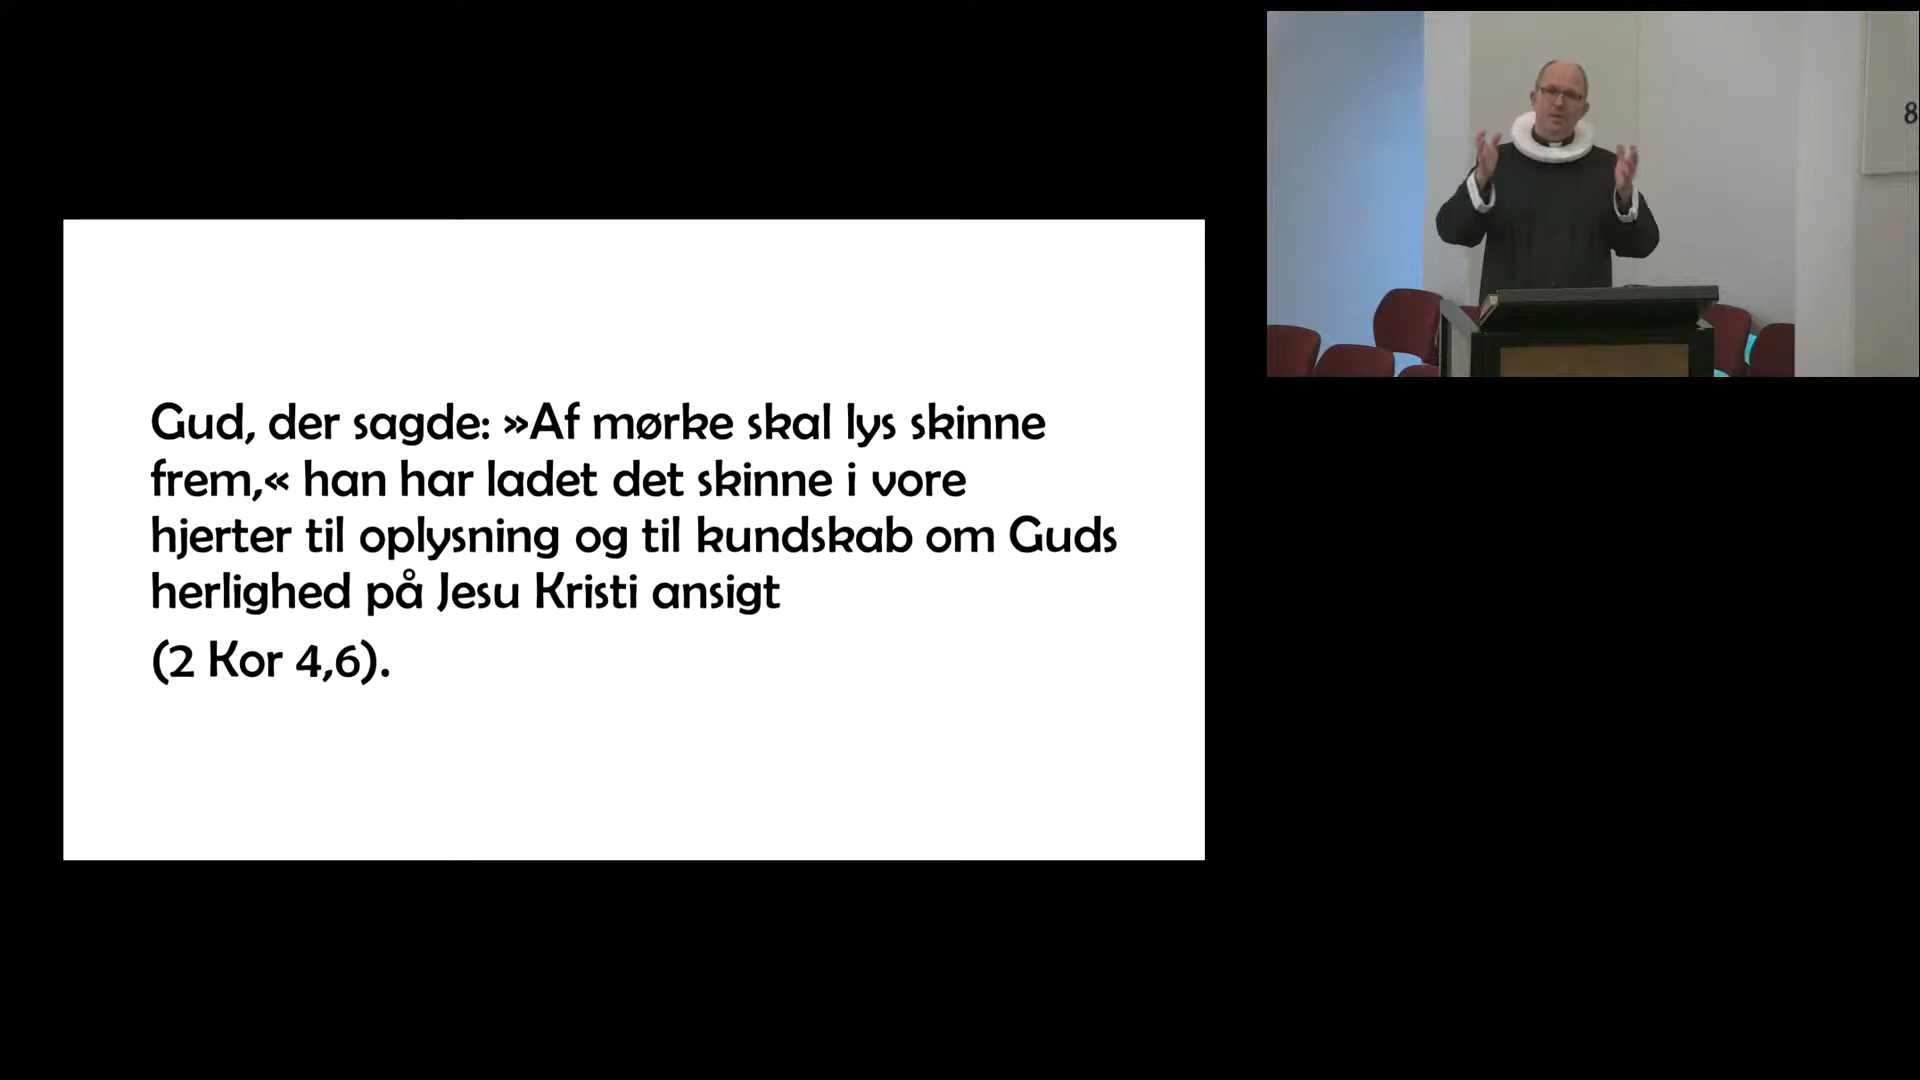 Gud, der sagde: »Af mørke skal lys skinne
frem,« han har ladet det skinne i vore
hjerter til oplysning og til kundskab om Guds
herlighed på Jesu Kristi ansigt
(2 Kor 4,6).
8